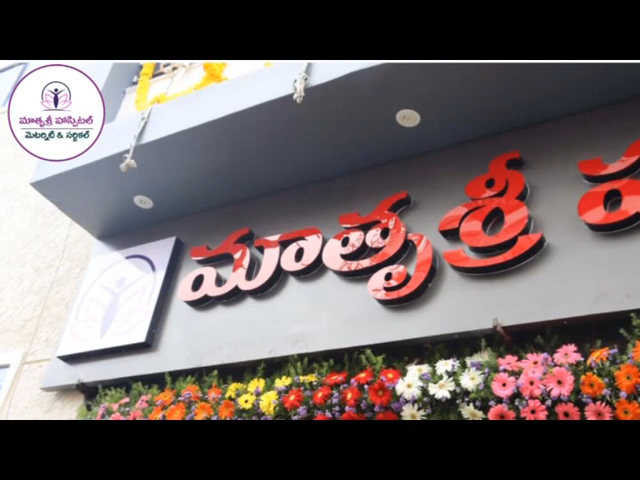 మాతృశ్రీ హాస్పిటల్
మెటర్నిటీ & సర్జికల్
మాతృశ్రీ